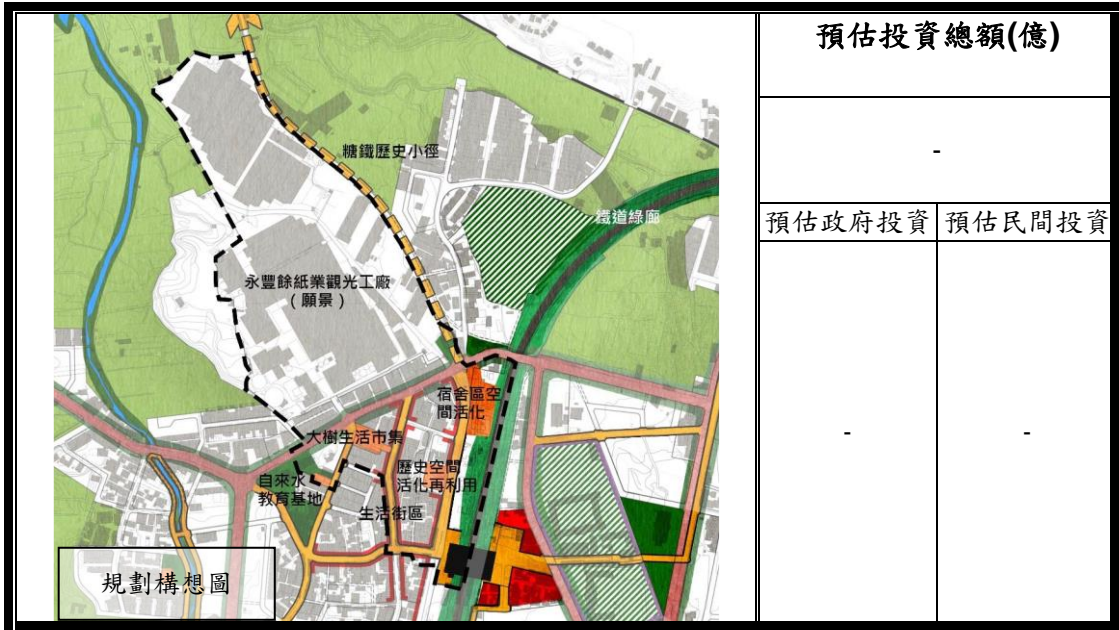 糖鐵歷史小徑
鐵道綠廊
永豐餘紙業觀光工廠
(願景)
宿舍區空
間活化
大樹生活市集
歷史空間
活化再利用
自來水
教育基地
生活街區
規劃構想圖
預估投資總額(億)
-
預估政府投資 預估民間投資
- -